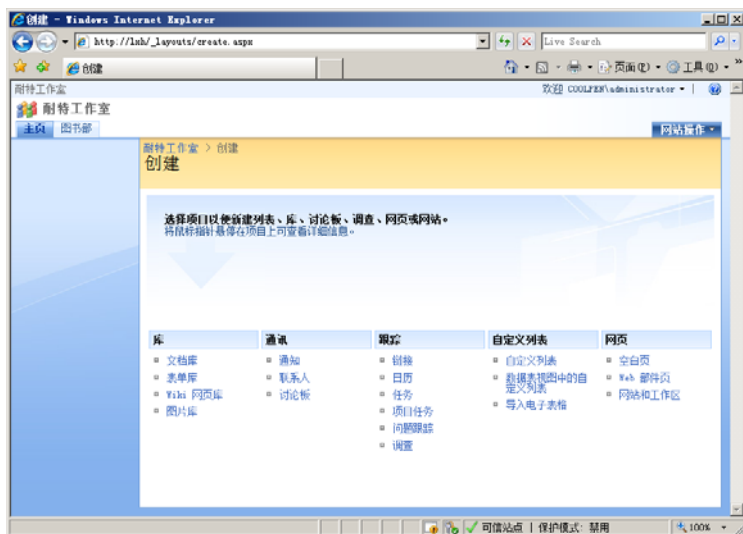 创建 - Windows Internet Explorer
http://lxh/_layouts/create.aspx
Live Search
创建
页面(P)
工具(O)
耐特工作室
欢迎 COOLFEN\administrator
耐特工作室
主页
图书部
网站操作
耐特工作室 > 创建
创建
选择项目以便新建列表、库、讨论板、调查、网页或网站。
将鼠标指针悬停在项目上可查看详细信息。
库
文档库
表单库
Wiki 网页库
图片库
通讯
通知
联系人
讨论板
跟踪
链接
日历
任务
项目任务
问题跟踪
调查
自定义列表
自定义列表
数据表视图中的自
定义列表
导入电子表格
网页
空白页
Web 部件页
网站和工作区
可信站点 | 保护模式: 禁用
100%